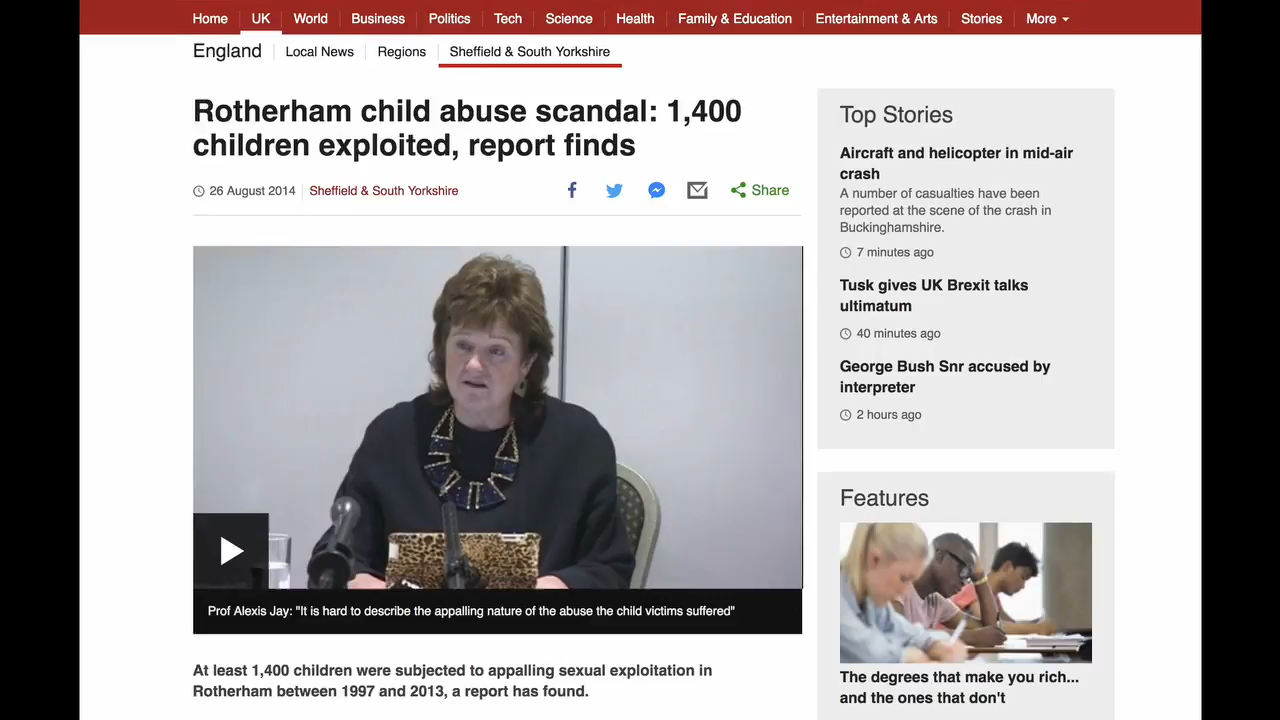 Home UK World Business Politics Tech Science Health Family & Education Entertainment & Arts Stories More
England Local News Regions Sheffield & South Yorkshire
Rotherham child abuse scandal: 1,400
children exploited, report finds
26 August 2014 Sheffield & South Yorkshire Share
Prof Alexis Jay: "It is hard to describe the appalling nature of the abuse the child victims suffered"
At least 1,400 children were subjected to appalling sexual exploitation in
Rotherham between 1997 and 2013, a report has found.
Top Stories
Aircraft and helicopter in mid-air
crash
A number of casualties have been
reported at the scene of the crash in
Buckinghamshire.
7 minutes ago
Tusk gives UK Brexit talks
ultimatum
40 minutes ago
George Bush Snr accused by
interpreter
2 hours ago
Features
The degrees that make you rich...
and the ones that don't